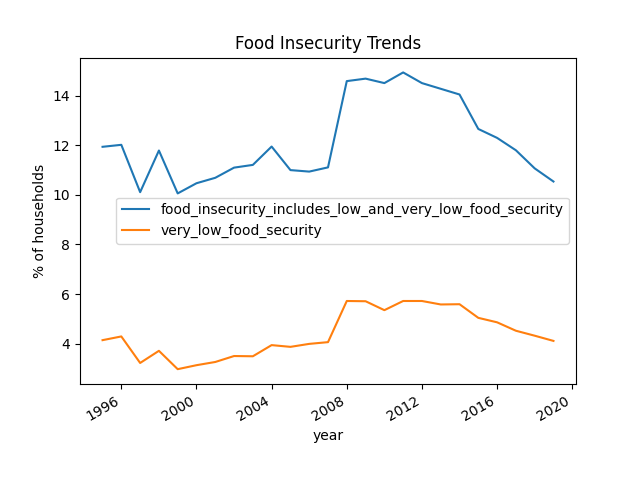 Food Insecurity Trends
14
12
10
8
6
4
% of households
food_insecurity_includes_low_and_very_low_food_security
very_low_food_security
1996
2000
2004
2008
2012
2016
2020
year